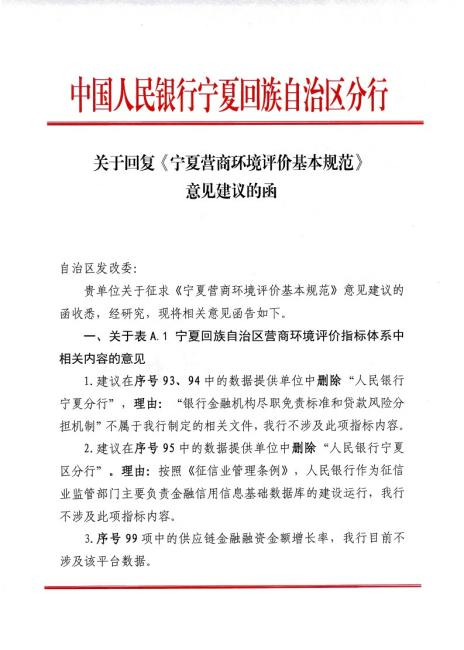 中国人民银行宁夏回族自治区分行
关于回复《宁夏营商环境评价基本规范》
意见建议的函
自治区发改委：
贵单位关于征求《宁夏营商环境评价基本规范》意见建议的
函收悉，经研究，现将相关意见函告如下。
一、关于表A.1 宁夏回族自治区营商环境评价指标体系中
相关内容的意见
1.建议在序号93、94中的数据提供单位中删除“人民银行
宁夏分行”，理由：“银行金融机构尽职免责标准和贷款风险分
担机制”不属于我行制定的相关文件，我行不涉及此项指标内容。
2.建议在序号95中的数据提供单位中删除“人民银行宁夏
区分行”。理由：按照《征信业管理条例》，人民银行作为征信
业监管部门主要负责金融信用信息基础数据库的建设运行，我行
不涉及此项指标内容。
3.序号99项中的供应链金融融资金额增长率，我行目前不
涉及该平台数据。